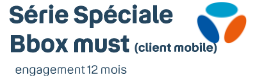 Série Spéciale
Bbox must (client mobile)
engagement 12 mois